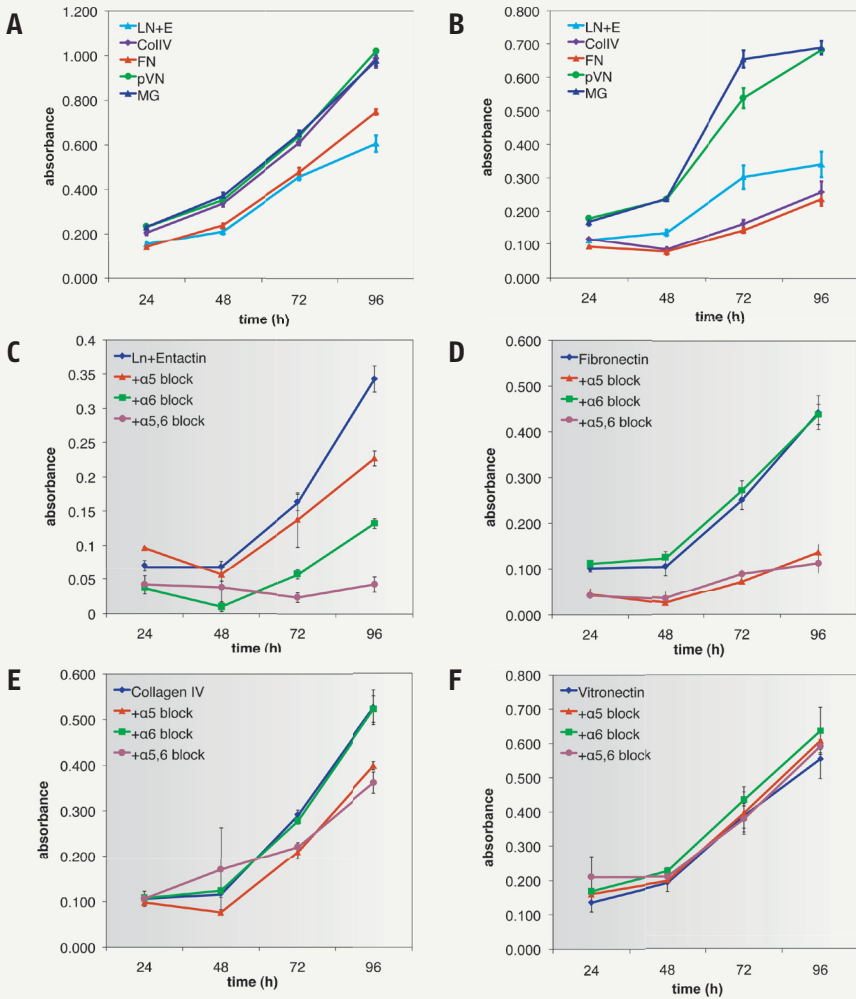 A
LN+E
ColIV
FN
pVN
MG
1.200
1.000
0.800
0.600
0.400
0.200
0.000
absorbance
24 48 72 96
time (h)
B
LN+E
ColIV
FN
pVN
MG
0.800
0.700
0.600
0.500
0.400
0.300
0.200
0.100
0.000
absorbance
24 48 72 96
time (h)
C
Ln+Entactin
+α5 block
+α6 block
+α5,6 block
0.4
0.35
0.3
0.25
0.2
0.15
0.1
0.05
0
absorbance
24 48 72 96
time (h)
D
Fibronectin
+α5 block
+α6 block
+α5,6 block
0.600
0.500
0.400
0.300
0.200
0.100
0.000
absorbance
24 48 72 96
time (h)
E
Collagen IV
+α5 block
+α6 block
+α5,6 block
0.600
0.500
0.400
0.300
0.200
0.100
0.000
absorbance
24 48 72 96
time (h)
F
Vitronectin
+α5 block
+α6 block
+α5,6 block
0.800
0.700
0.600
0.500
0.400
0.300
0.200
0.100
0.000
absorbance
24 48 72 96
time (h)